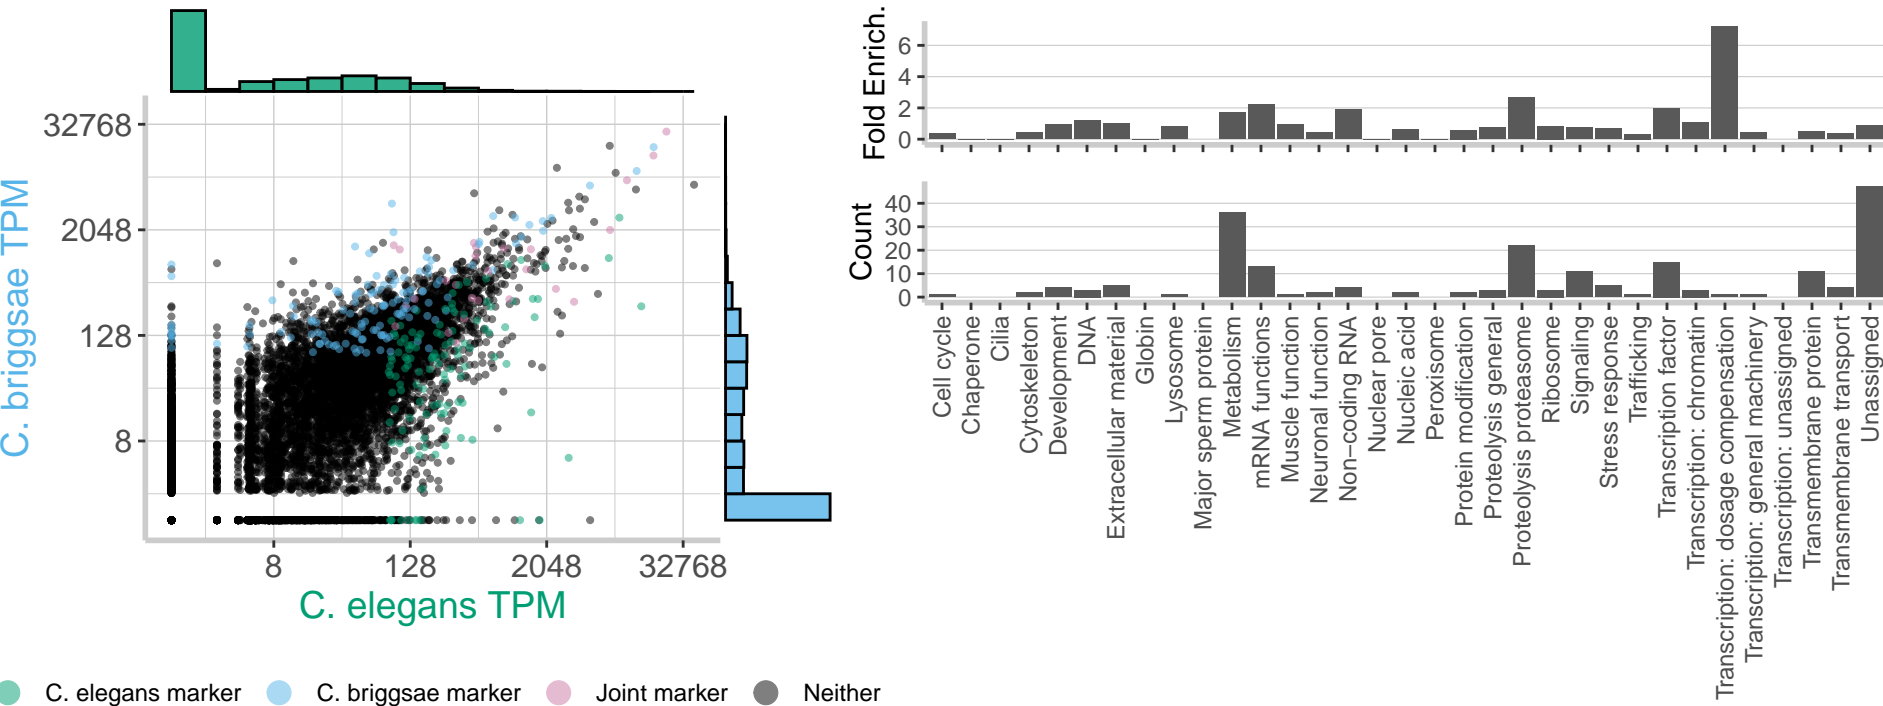 32768
2048
128
8
C. briggsae TPM
8
128
2048
32768
C. elegans TPM
C. elegans marker
C. briggsae marker
Joint marker
Neither
Fold Enrich.
6
4
2
0
Count
40
30
20
10
0
Cell cycle
Chaperone
Cilia
Cytoskeleton
Development
DNA
Extracellular material
Globin
Lysosome
Major sperm protein
Metabolism
mRNA functions
Muscle function
Neuronal function
Non−coding RNA
Nuclear pore
Nucleic acid
Peroxisome
Protein modification
Proteolysis general
Proteolysis proteasome
Ribosome
Signaling
Stress response
Trafficking
Transcription factor
Transcription: chromatin
Transcription: dosage compensation
Transcription: general machinery
Transcription: unassigned
Transmembrane protein
Transmembrane transport
Unassigned